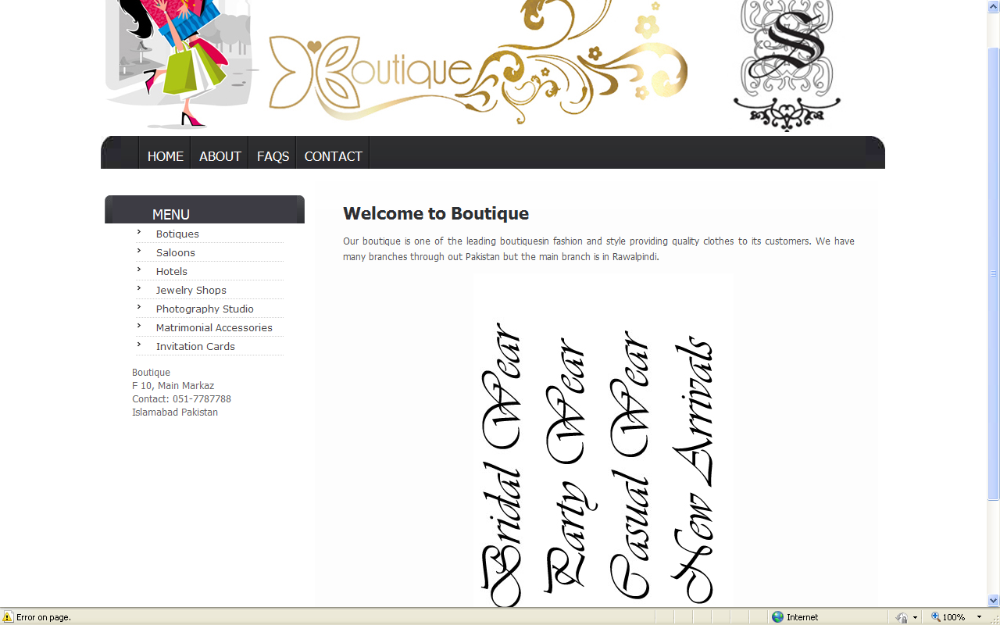 Boutique
S
HOME ABOUT FAQS CONTACT
MENU
Botiques
Saloons
Hotels
Jewelry Shops
Photography Studio
Matrimonial Accessories
Invitation Cards
Boutique
F 10, Main Markaz
Contact: 051-7787788
Islamabad Pakistan
Welcome to Boutique
Our boutique is one of the leading boutiquesin fashion and style providing quality clothes to its customers. We have
many branches through out Pakistan but the main branch is in Rawalpindi.
Bridal Wear
Party Wear
Casual Wear
New Arrivals
Error on page.
Internet
100%